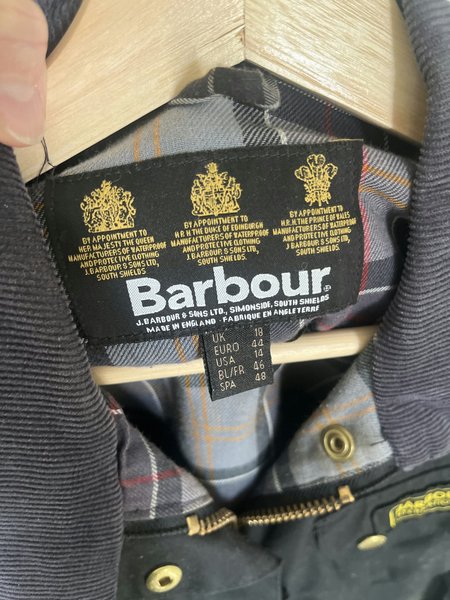 BY APPOINTMENT TO
HER MAJESTY THE QUEEN
MANUFACTURERS OF WATERPROOF
AND PROTECTIVE CLOTHING
J.BARBOUR & SONS LTD.
SOUTH SHIELDS
BY APPOINTMENT TO
H.R.H. THE DUKE OF EDINBURGH
MANUFACTURERS OF WATERPROOF
AND PROTECTIVE CLOTHING
J.BARBOUR & SONS LTD.
SOUTH SHIELDS
BY APPOINTMENT TO
H.R.H. THE PRINCE OF WALES
MANUFACTURERS OF WATERPROOF
AND PROTECTIVE CLOTHING
J.BARBOUR & SONS LTD.
SOUTH SHIELDS
Barbour®
J.BARBOUR & SONS LTD., SIMONSIDE, SOUTH SHIELDS
MADE IN ENGLAND · FABRIQUE EN ANGLETERRE
UK 18
EURO 44
USA 14
BL/FR 46
SPA 48